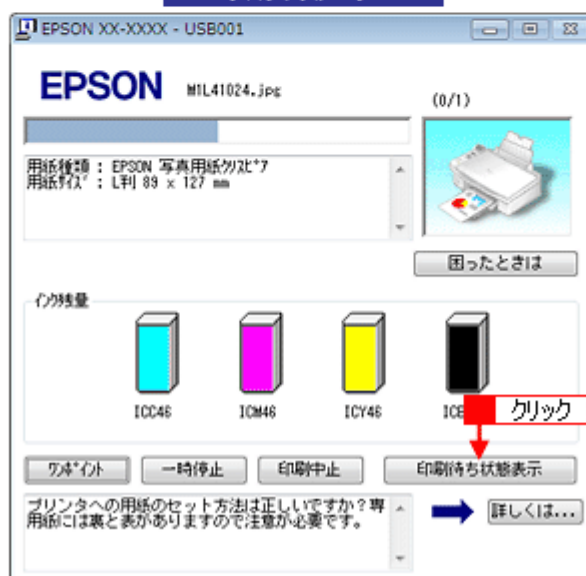 EPSON XX-XXXX - USB001
EPSON
M1L41024.jpg
(0/1)
用紙種類 : EPSON 写真用紙クリスピア
用紙サイズ : L判 89 x 127 mm
困ったときは
インク残量
ICC46
ICM46
ICY46
クリック
ワンポイント
一時停止
印刷中止
印刷待ち状態表示
プリンタへの用紙のセット方法は正しいですか?専
用紙には裏と表がありますので注意が必要です。
詳しくは...